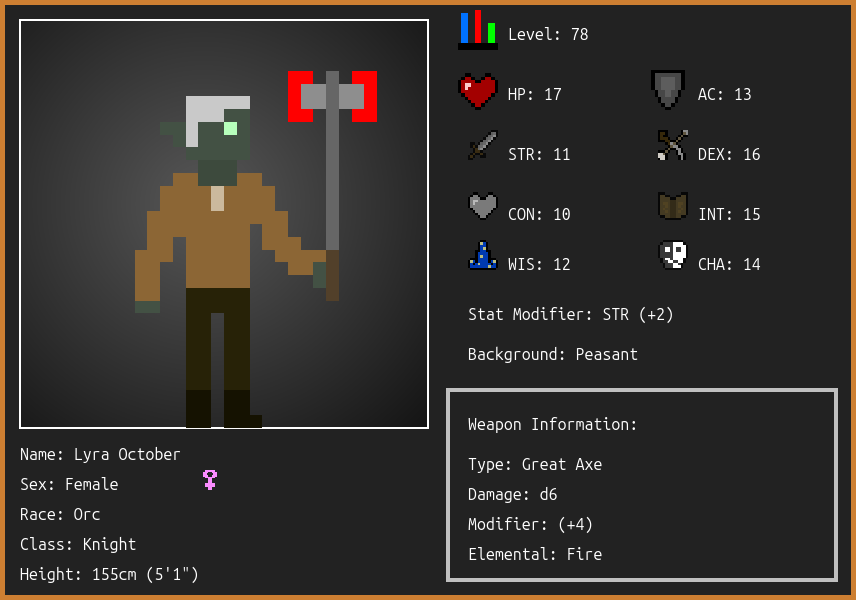 Level: 78
HP: 17
AC: 13
STR: 11
DEX: 16
CON: 10
INT: 15
WIS: 12
CHA: 14
Stat Modifier: STR (+2)
Background: Peasant
Weapon Information:
Type: Great Axe
Damage: d6
Modifier: (+4)
Elemental: Fire
Name: Lyra October
Sex: Female
Race: Orc
Class: Knight
Height: 155cm (5'1")